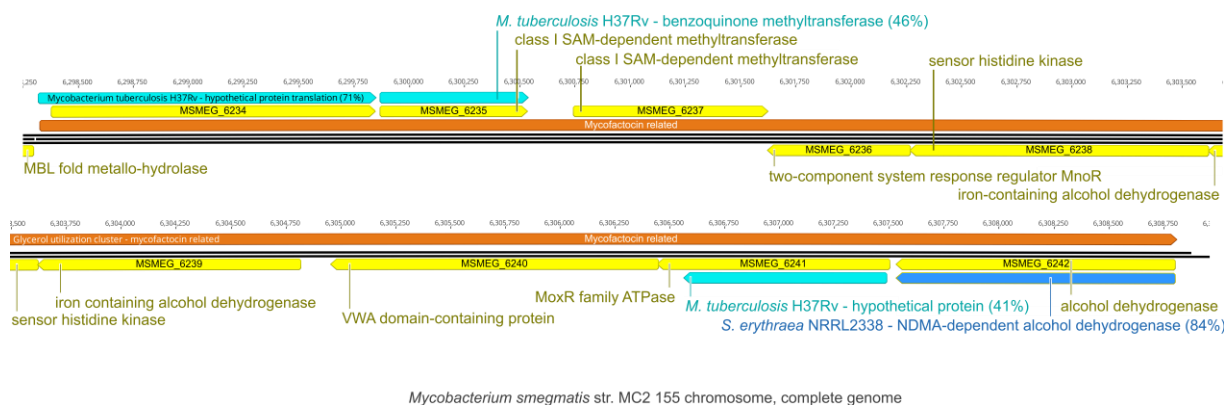 M. tuberculosis H37Rv - benzoquinone methyltransferase (46%)
class I SAM-dependent methyltransferase
class I SAM-dependent methyltransferase
sensor histidine kinase
,250 6,298,500 6,298,750 6,299,000 6,299,250 6,299,500 6,299,750 6,300,000 6,300,250 6,300,500 6,300,750 6,301,000 6,301,250 6,301,500 6,301,750 6,302,000 6,302,250 6,302,500 6,302,750 6,303,000 6,303,250 6,303,500
Mycobacterium tuberculosis H37Rv - hypothetical protein translation (71%)
MSMEG_6234 MSMEG_6235 MSMEG_6237
Mycofactocin related
MSMEG_6236 MSMEG_6238
MBL fold metallo-hydrolase
two-component system response regulator MnoR
iron-containing alcohol dehydrogenase
3,500 6,303,750 6,304,000 6,304,250 6,304,500 6,304,750 6,305,000 6,305,250 6,305,500 6,305,750 6,306,000 6,306,250 6,306,500 6,306,750 6,307,000 6,307,250 6,307,500 6,307,750 6,308,000 6,308,250 6,308,500 6,308,750
Glycerol utilization cluster - mycofactocin related Mycofactocin related
MSMEG_6239 MSMEG_6240 MSMEG_6241 MSMEG_6242
iron containing alcohol dehydrogenase
MoxR family ATPase
M. tuberculosis H37Rv - hypothetical protein (41%)
alcohol dehydrogenase
sensor histidine kinase
VWA domain-containing protein
S. erythraea NRRL2338 - NDMA-dependent alcohol dehydrogenase (84%)
Mycobacterium smegmatis str. MC2 155 chromosome, complete genome